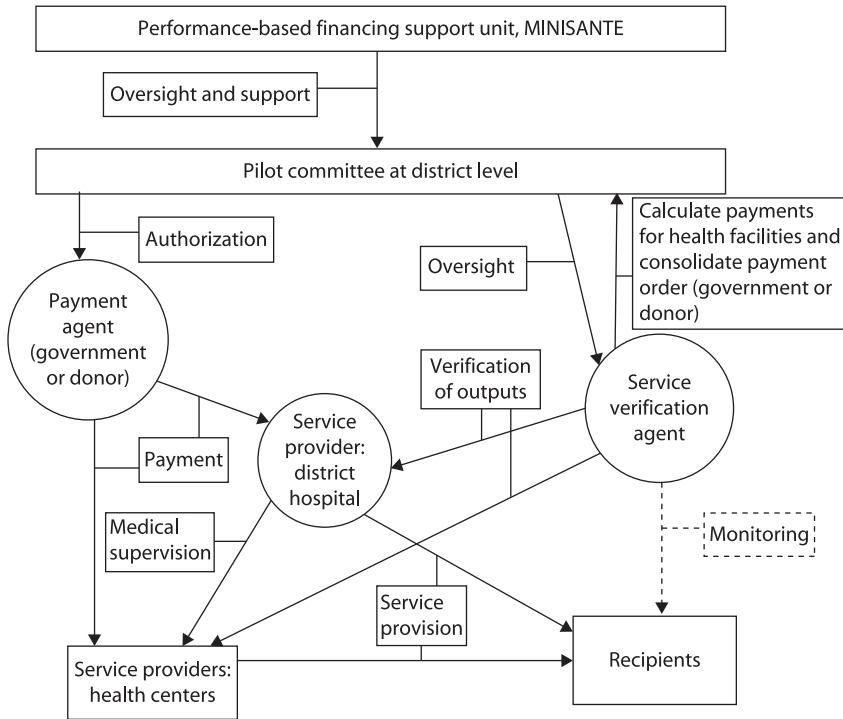 Performance-based financing support unit, MINISANTE
Oversight and support
Pilot committee at district level
Authorization
Calculate payments
for health facilities and
consolidate payment
order (government or
donor)
Oversight
Payment
agent
(government
or donor)
Verification
of outputs
Service
verification
agent
Service
provider:
district
hospital
Payment
Medical
supervision
Monitoring
Service
provision
Service providers:
health centers
Recipients